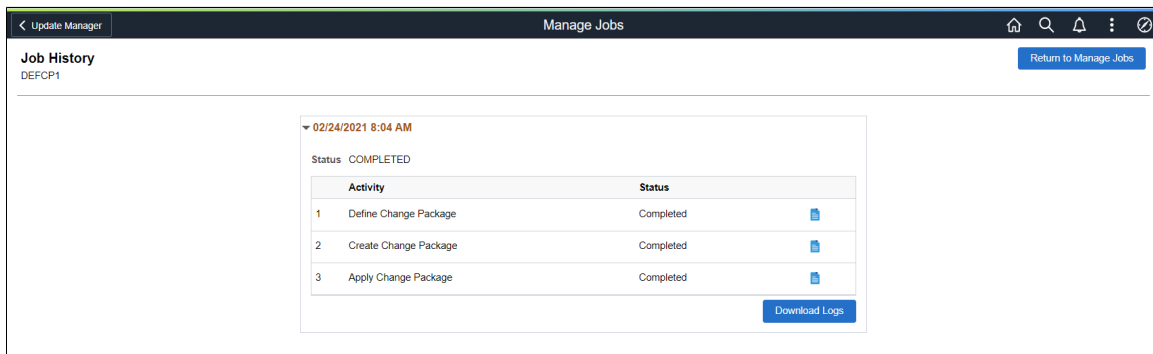 Update Manager
Manage Jobs
Job History
Return to Manage Jobs
DEFCP1
02/24/2021 8:04 AM
Status COMPLETED
Activity Status
1 Define Change Package Completed
2 Create Change Package Completed
3 Apply Change Package Completed
Download Logs